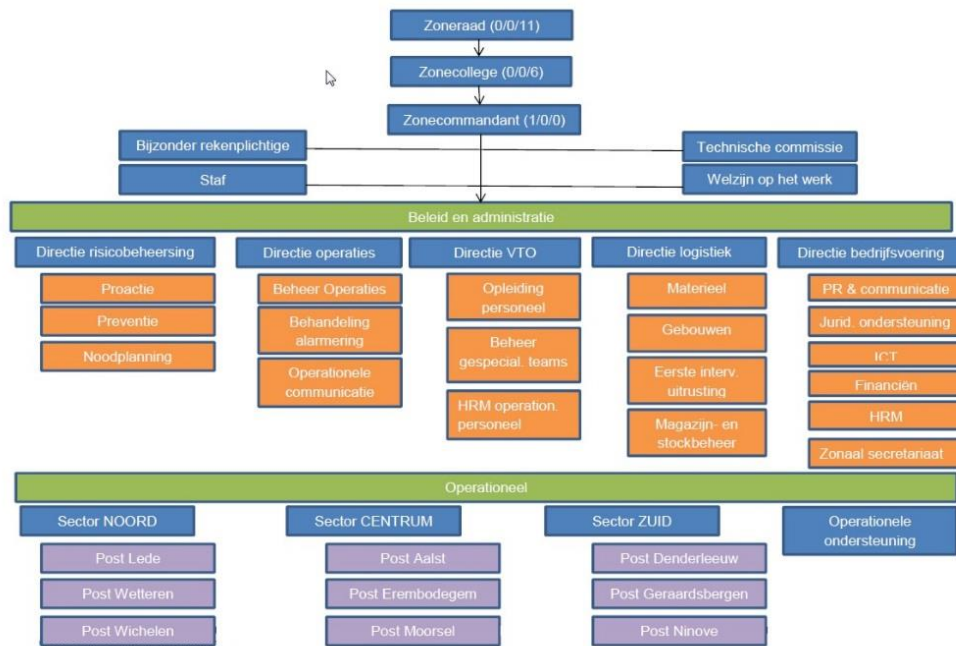 Zoneraad (0/0/11)
Zonecollege (0/0/6)
Zonecommandant (1/0/0)
Bijzonder rekenplichtige
Technische commissie
Staf
Welzijn op het werk
Beleid en administratie
Directie risicobeheersing
Proactie
Preventie
Noodplanning
Directie operaties
Beheer Operaties
Behandeling
alarmering
Operationele
communicatie
Directie VTO
Opleiding
personeel
Beheer
gespecial. teams
HRM operation.
personeel
Directie logistiek
Materieel
Gebouwen
Eerste interv.
uitrusting
Magazijn- en
stockbeheer
Directie bedrijfsvoering
PR & communicatie
Jurid. ondersteuning
ICT
Financiën
HRM
Zonaal secretariaat
Operationeel
Sector NOORD
Post Lede
Post Wetteren
Post Wichelen
Sector CENTRUM
Post Aalst
Post Erembodegem
Post Moorsel
Sector ZUID
Post Denderleeuw
Post Geraardsbergen
Post Ninove
Operationele
ondersteuning